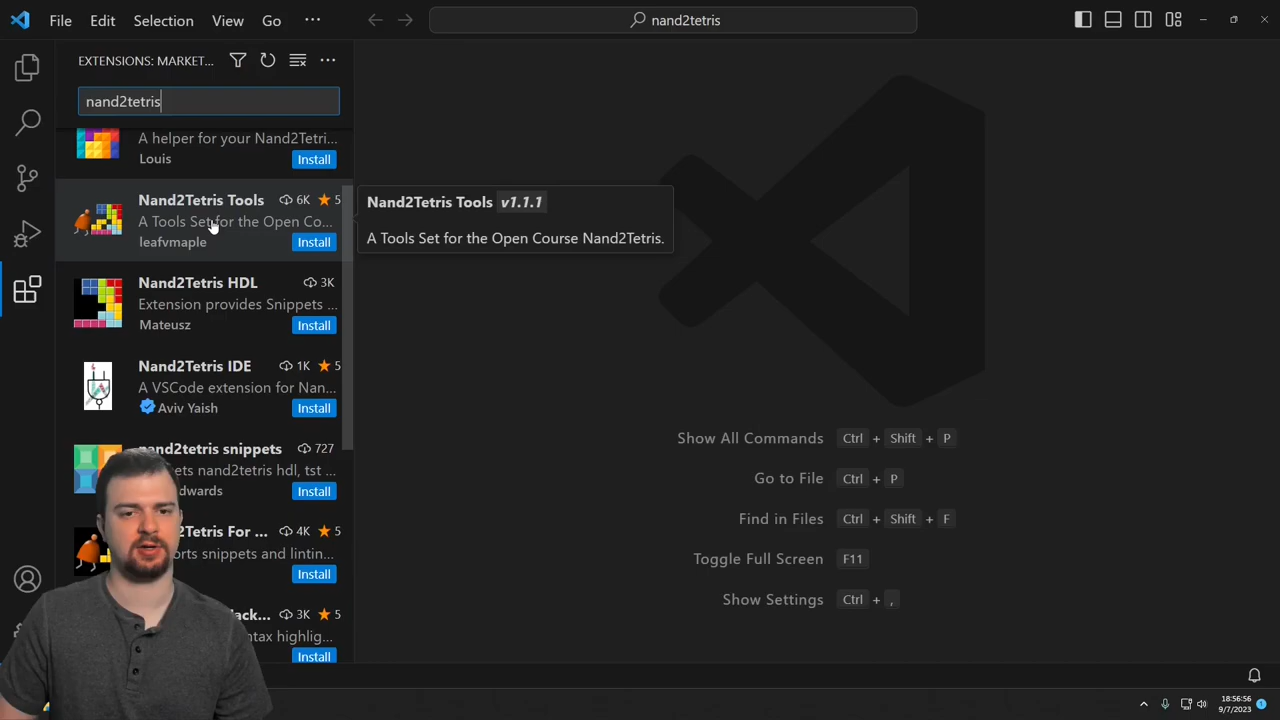 File Edit Selection View Go ···
nand2tetris
EXTENSIONS: MARKET...
nand2tetris
A helper for your Nand2Tetri...
Louis Install
Nand2Tetris Tools 6K ★ 5
A Tools Set for the Open Co...
leafvmaple Install
Nand2Tetris Tools v1.1.1
A Tools Set for the Open Course Nand2Tetris.
Nand2Tetris HDL 3K
Extension provides Snippets ...
Mateusz Install
Nand2Tetris IDE 1K ★ 5
A VSCode extension for Nan...
Aviv Yaish Install
nand2tetris snippets 727
ets nand2tetris hdl, tst ...
dwards Install
2Tetris For ... 4K ★ 5
orts snippets and lintin...
Install
ack... 3K ★ 5
ntax highlig...
Install
Show All Commands Ctrl + Shift + P
Go to File Ctrl + P
Find in Files Ctrl + Shift + F
Toggle Full Screen F11
Show Settings Ctrl + ,
18:56:56
9/7/2023
1